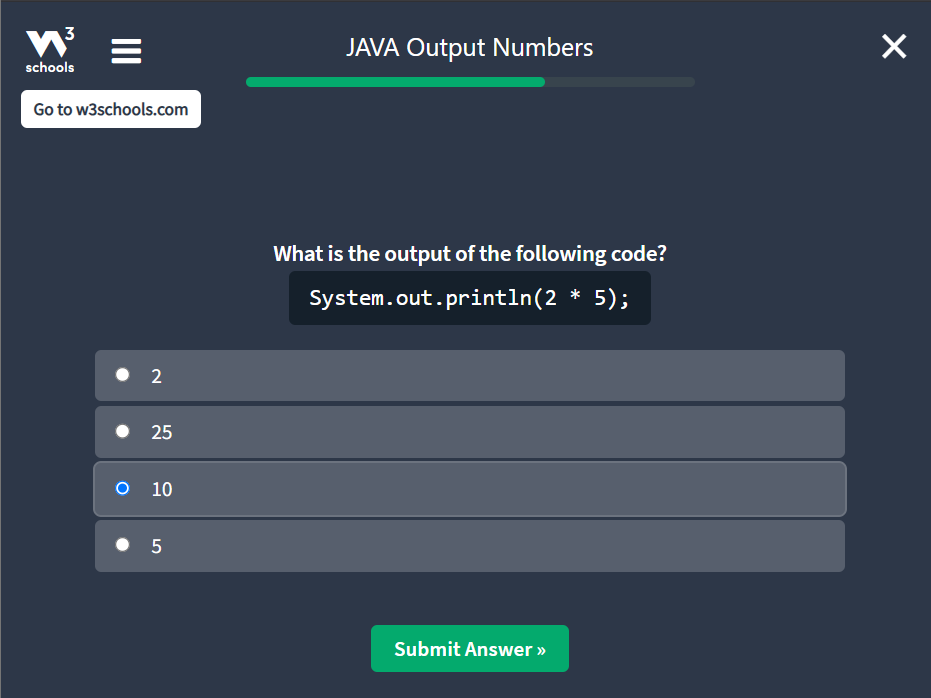 W3
schools
JAVA Output Numbers
Go to w3schools.com
What is the output of the following code?
System.out.println(2 * 5);
2
25
10
5
Submit Answer »